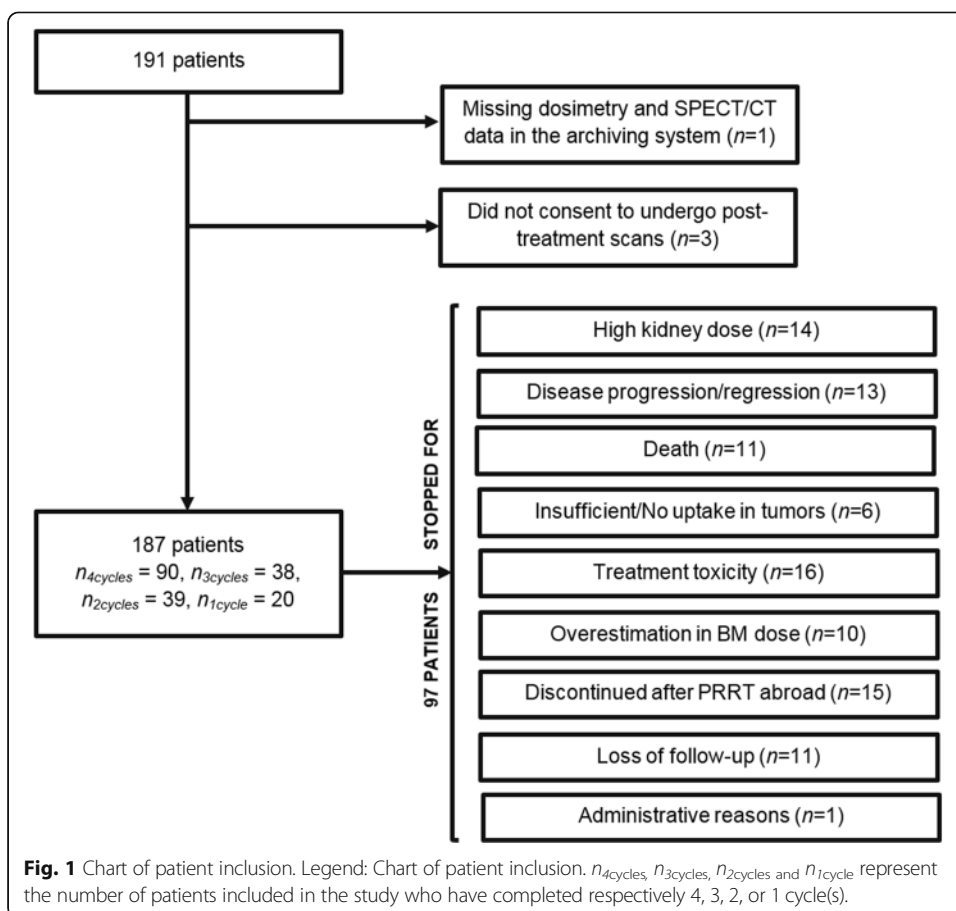 191 patients
Missing dosimetry and SPECT/CT
data in the archiving system (n=1)
Did not consent to undergo post-
treatment scans (n=3)
187 patients
n4cycles = 90, n3cycles = 38,
n2cycles = 39, n1cycle = 20
97 PATIENTS STOPPED FOR
High kidney dose (n=14)
Disease progression/regression (n=13)
Death (n=11)
Insufficient/No uptake in tumors (n=6)
Treatment toxicity (n=16)
Overestimation in BM dose (n=10)
Discontinued after PRRT abroad (n=15)
Loss of follow-up (n=11)
Administrative reasons (n=1)
Fig. 1 Chart of patient inclusion. Legend: Chart of patient inclusion. n4cycles, n3cycles, n2cycles and n1cycle represent
the number of patients included in the study who have completed respectively 4, 3, 2, or 1 cycle(s).